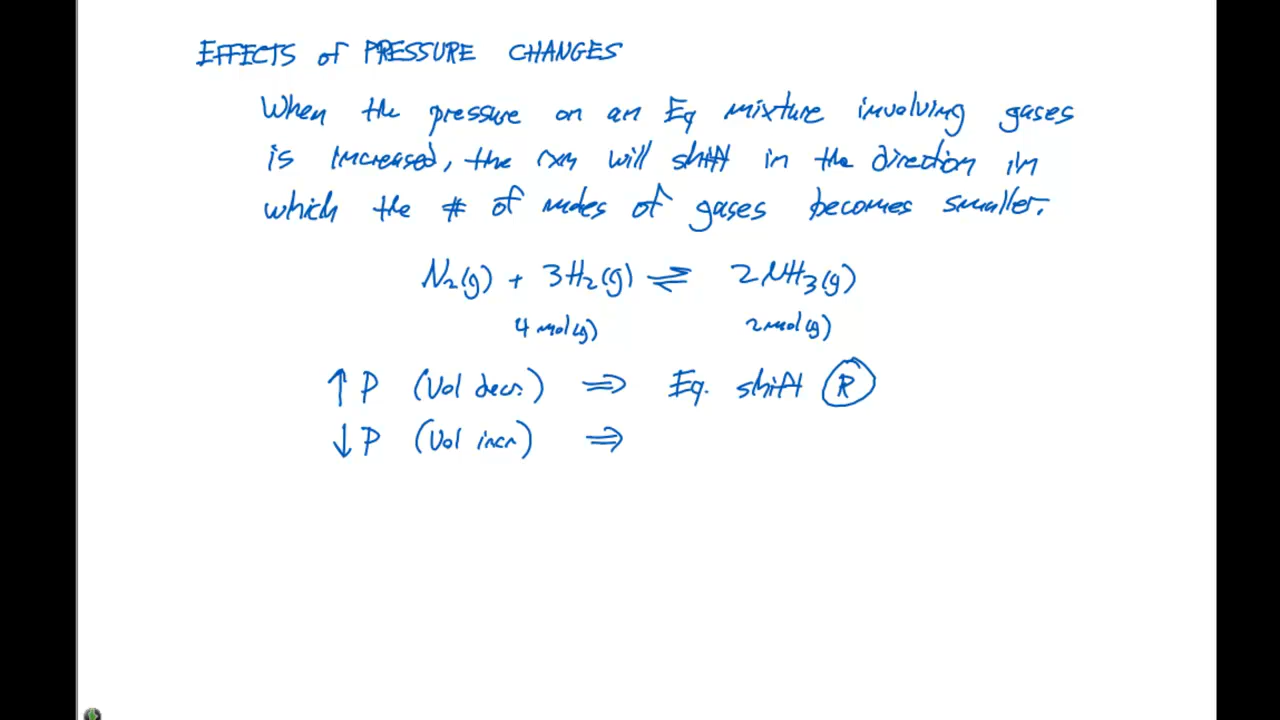 EFFECTS of PRESSURE CHANGES
When the pressure on an Eq mixture involving gases
is increased, the rxn will shift in the direction in
which the # of moles of gases becomes smaller.
N₂(g) + 3H₂(g) ⇌ 2NH₃(g)
4 mol(g) 2 mol(g)
↑ P (Vol decr.) ⇒ Eq. shift R
↓ P (Vol incr) ⇒